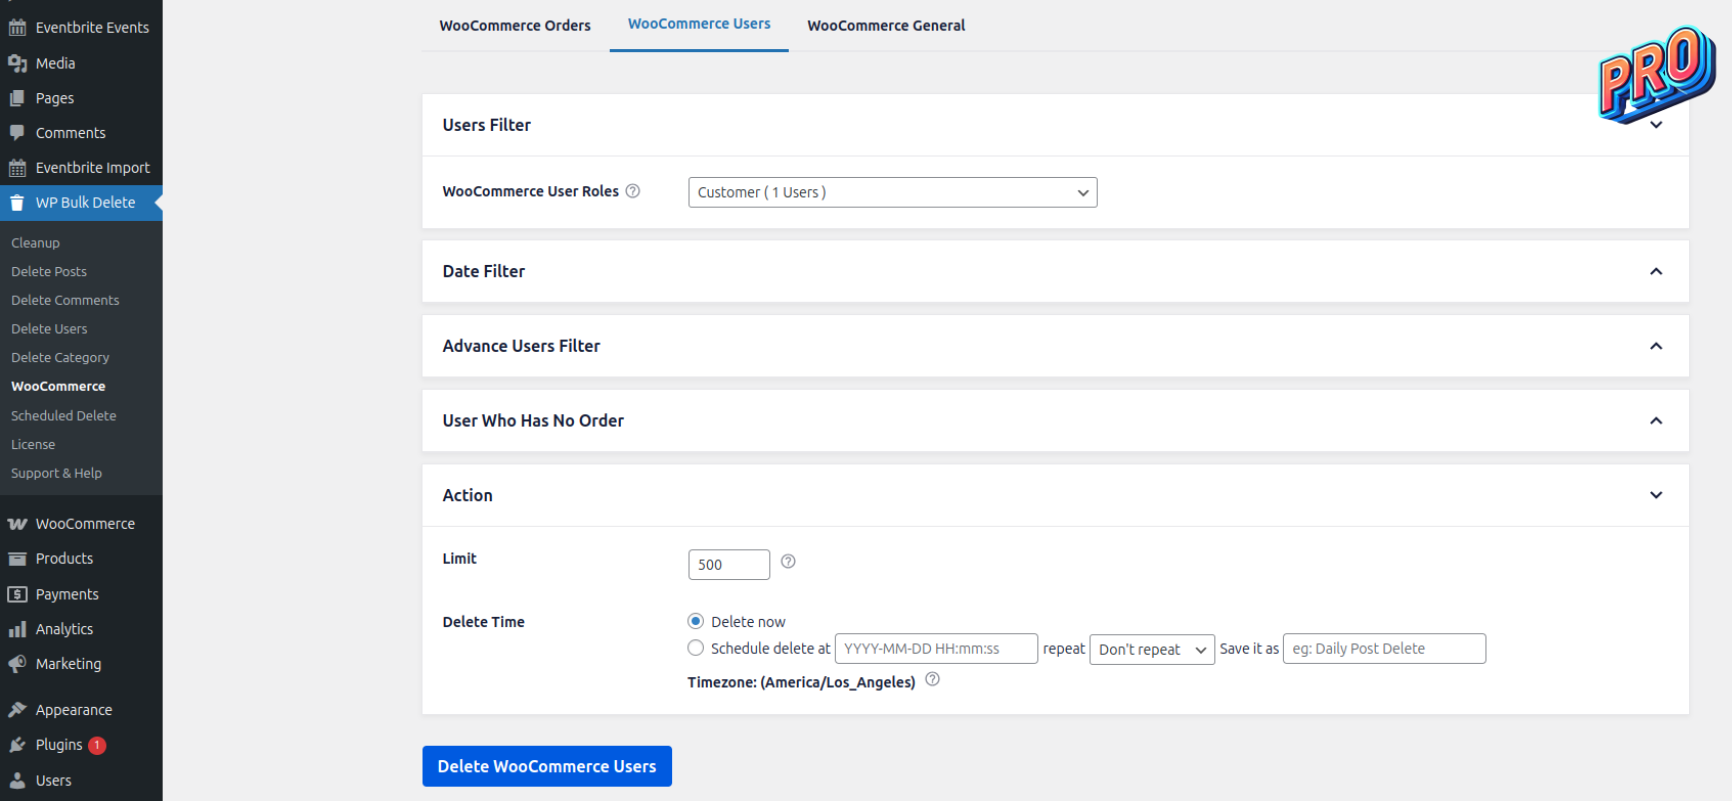 Eventbrite Events
Media
Pages
Comments
Eventbrite Import
WP Bulk Delete
Cleanup
Delete Posts
Delete Comments
Delete Users
Delete Category
WooCommerce
Scheduled Delete
License
Support & Help
WooCommerce
Products
Payments
Analytics
Marketing
Appearance
Plugins 1
Users
WooCommerce Orders WooCommerce Users WooCommerce General
PRO
Users Filter
WooCommerce User Roles ? Customer ( 1 Users )
Date Filter
Advance Users Filter
User Who Has No Order
Action
Limit 500 ?
Delete Time Delete now
Schedule delete at YYYY-MM-DD HH:mm:ss repeat Don't repeat Save it as eg: Daily Post Delete
Timezone: (America/Los_Angeles) ?
Delete WooCommerce Users